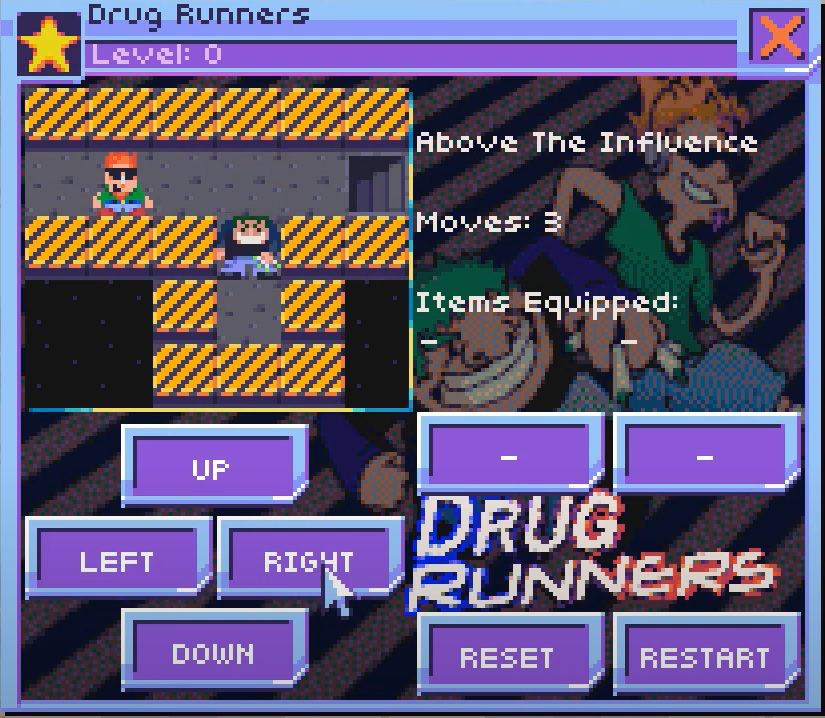 Drug Runners
Level: 0
Above The Influence
Moves: 3
Items Equipped:
- -
UP
- -
LEFT
RIGHT
DRUG
RUNNERS
DOWN
RESET
RESTART